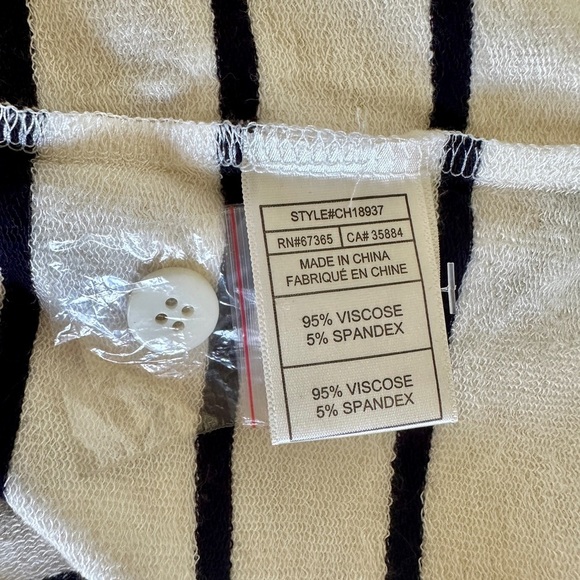 STYLE#CH18937
RN#67365 CA# 35884
MADE IN CHINA
FABRIQUÉ EN CHINE
95% VISCOSE
5% SPANDEX
95% VISCOSE
5% SPANDEX